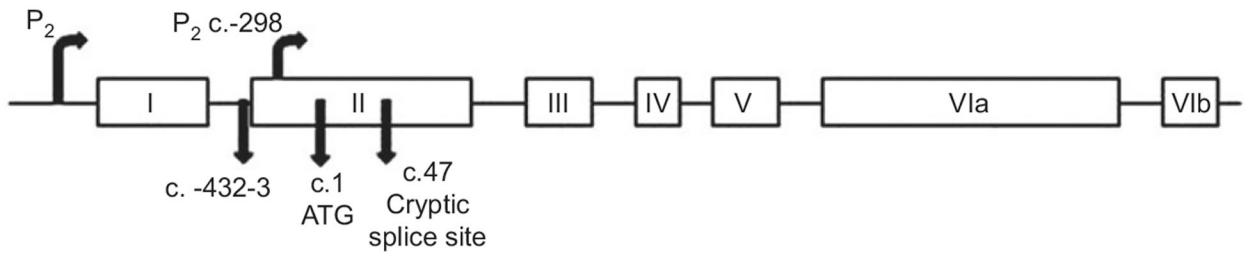 P2
P2 c.-298
I
II
III
IV
V
VIa
VIb
c. -432-3
c.1
ATG
c.47
Cryptic
splice site